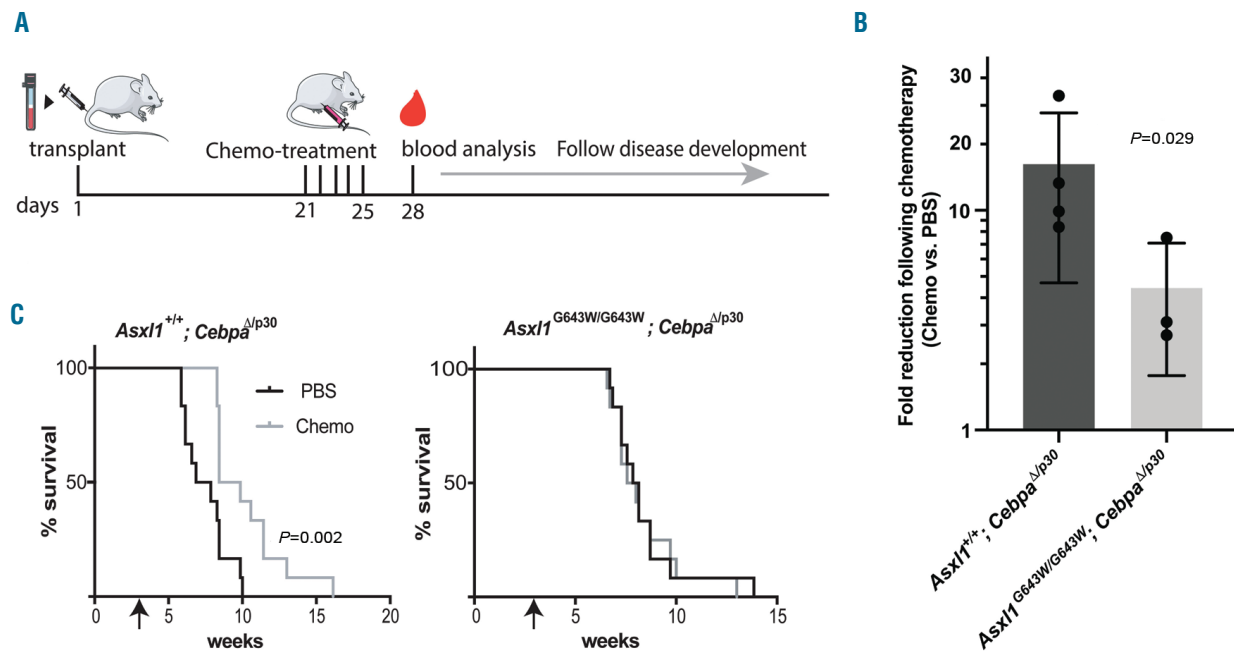 A
transplant
Chemo-treatment
blood analysis
Follow disease development
days 1
21
25
28
B
Fold reduction following chemotherapy
(Chemo vs. PBS)
30
20
10
1
P=0.029
Asxl1+/+; CebpaΔ/p30
Asxl1G643W/G643W; CebpaΔ/p30
C
Asxl1+/+; CebpaΔ/p30
% survival
100
50
PBS
Chemo
P=0.002
0
5
10
15
20
weeks
Asxl1G643W/G643W; CebpaΔ/p30
% survival
100
50
0
5
10
15
weeks